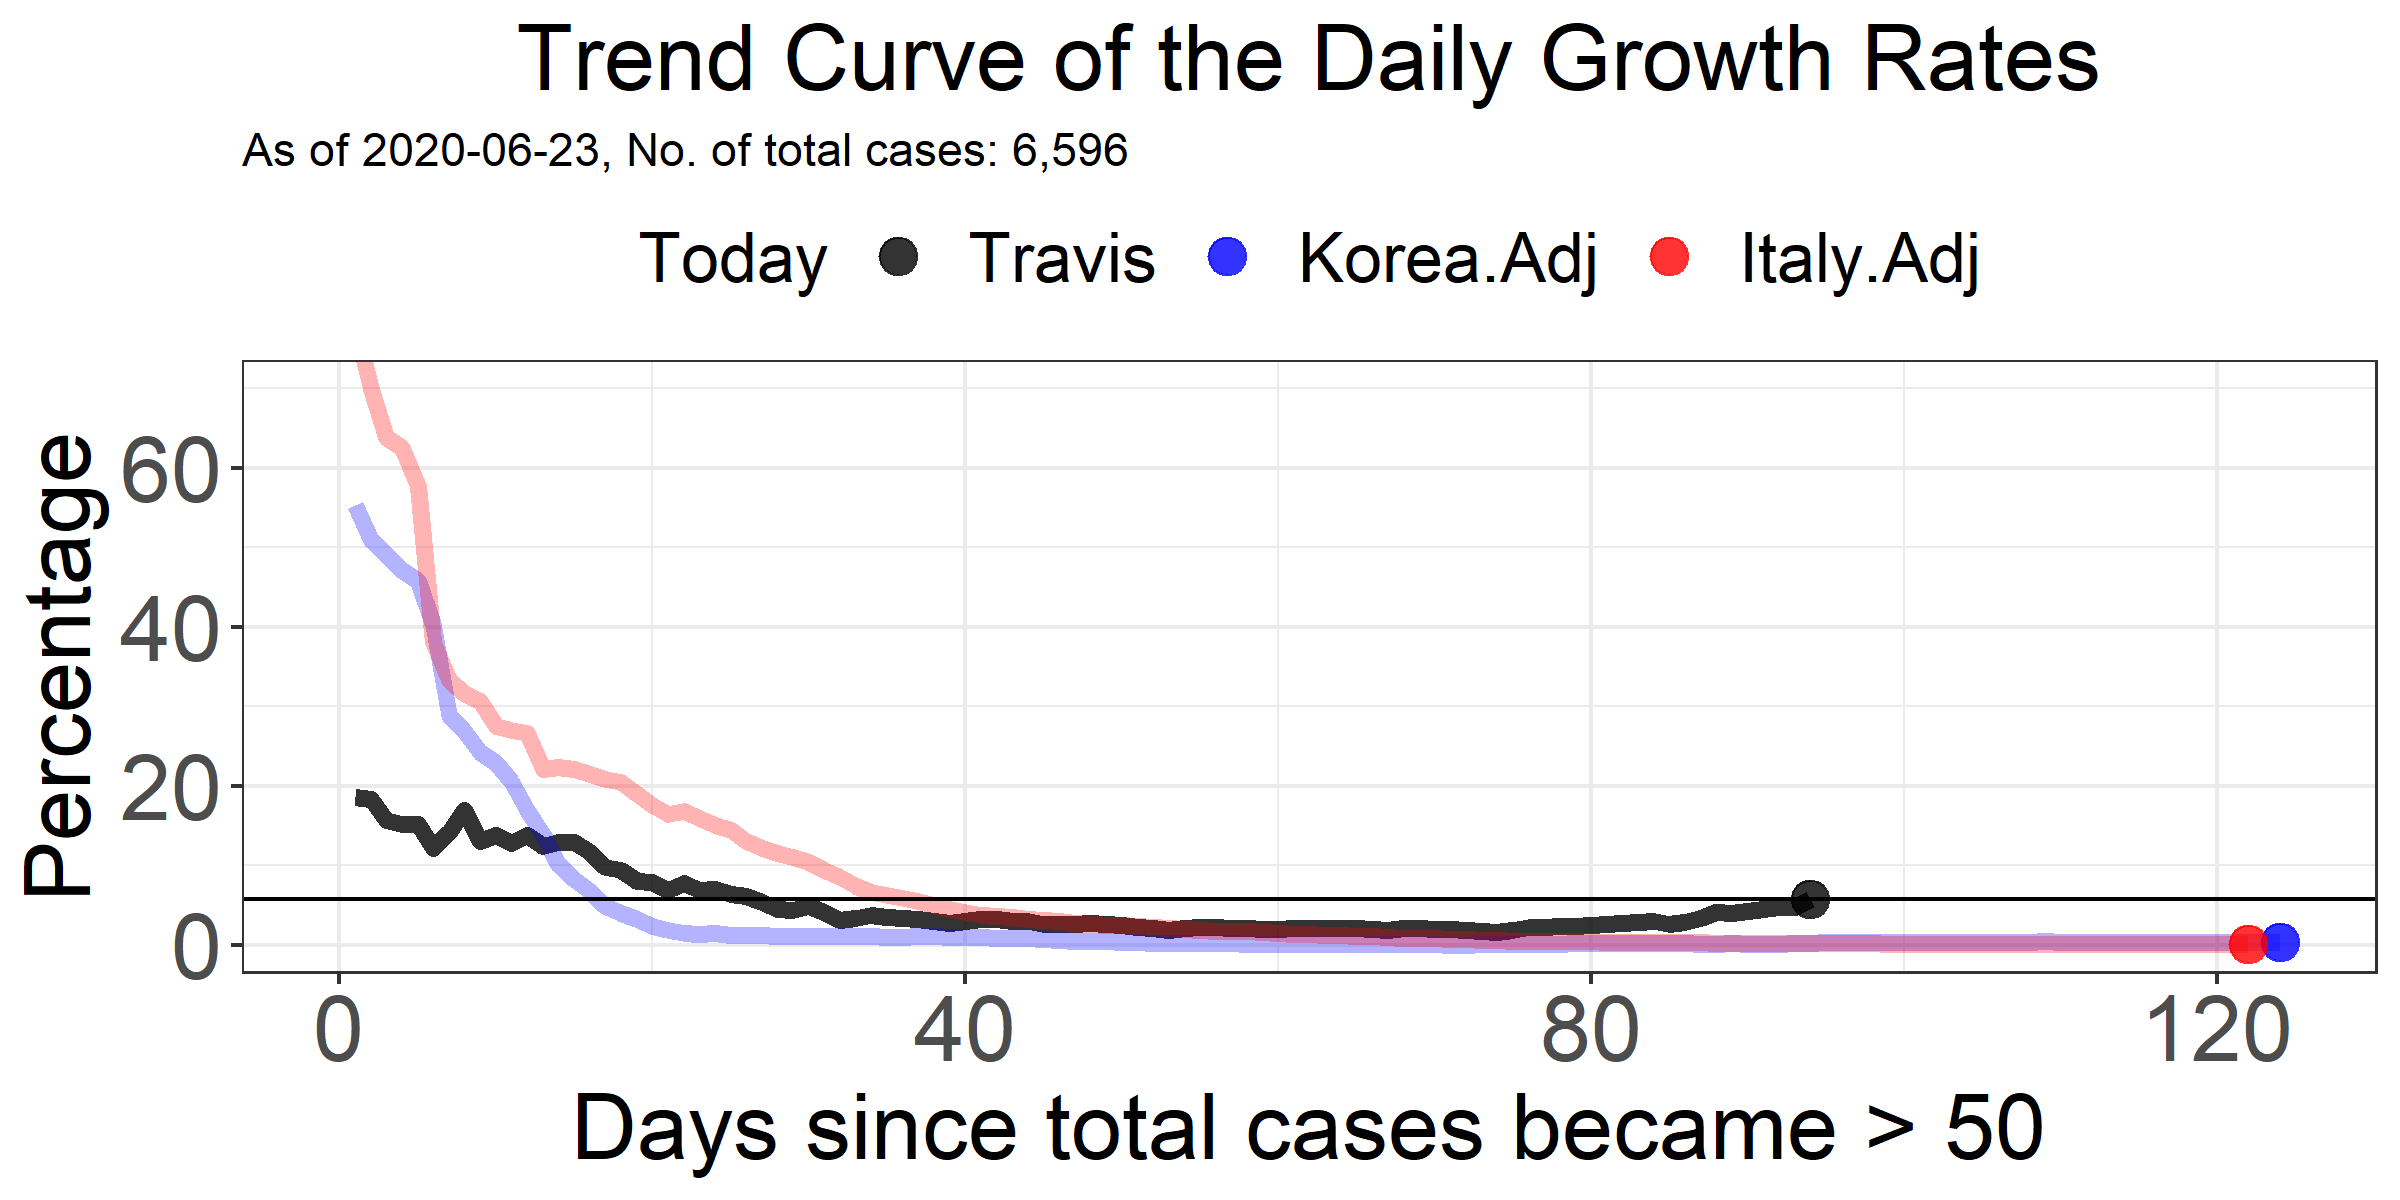 Trend Curve of the Daily Growth Rates
As of 2020-06-23, No. of total cases: 6,596
Today Travis Korea.Adj Italy.Adj
Percentage
60
40
20
0
0 40 80 120
Days since total cases became > 50